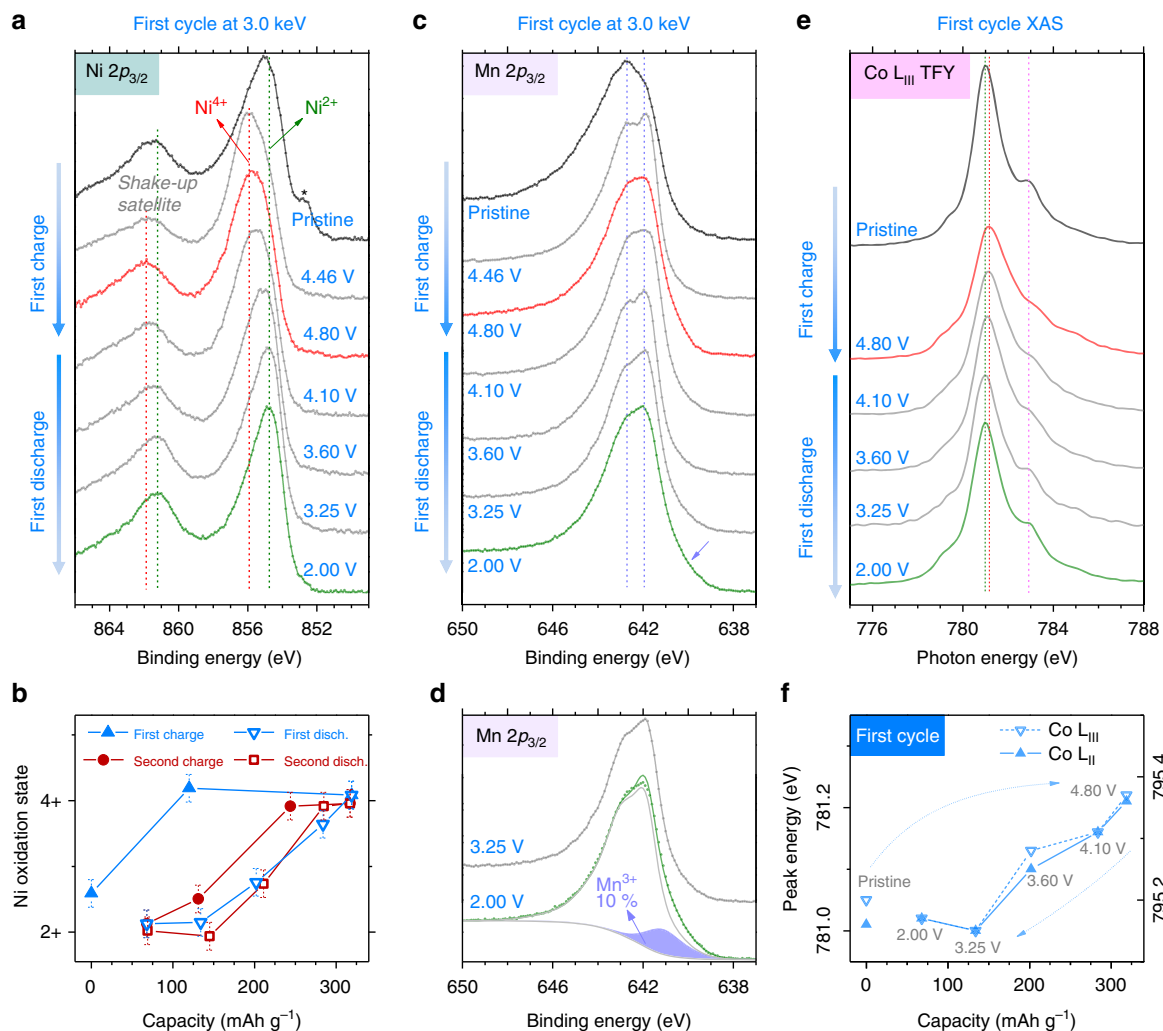 a
First cycle at 3.0 keV
Ni 2p3/2
Ni4+
Ni2+
Shake-up
satellite
*
Pristine
4.46 V
4.80 V
4.10 V
3.60 V
3.25 V
2.00 V
First charge
First discharge
864 860 856 852
Binding energy (eV)
c
First cycle at 3.0 keV
Mn 2p3/2
Pristine
4.46 V
4.80 V
4.10 V
3.60 V
3.25 V
2.00 V
First charge
First discharge
650 646 642 638
Binding energy (eV)
e
First cycle XAS
Co LIII TFY
Pristine
4.80 V
4.10 V
3.60 V
3.25 V
2.00 V
First charge
First discharge
776 780 784 788
Photon energy (eV)
b
First charge
First disch.
Second charge
Second disch.
4+
2+
Ni oxidation state
0 100 200 300
Capacity (mAh g−1)
d
Mn 2p3/2
3.25 V
2.00 V
Mn3+
10 %
650 646 642 638
Binding energy (eV)
f
First cycle
Co LIII
Co LII
Pristine
2.00 V
3.25 V
3.60 V
4.10 V
4.80 V
781.2
781.0
Peak energy (eV)
795.4
795.2
0 100 200 300
Capacity (mAh g−1)